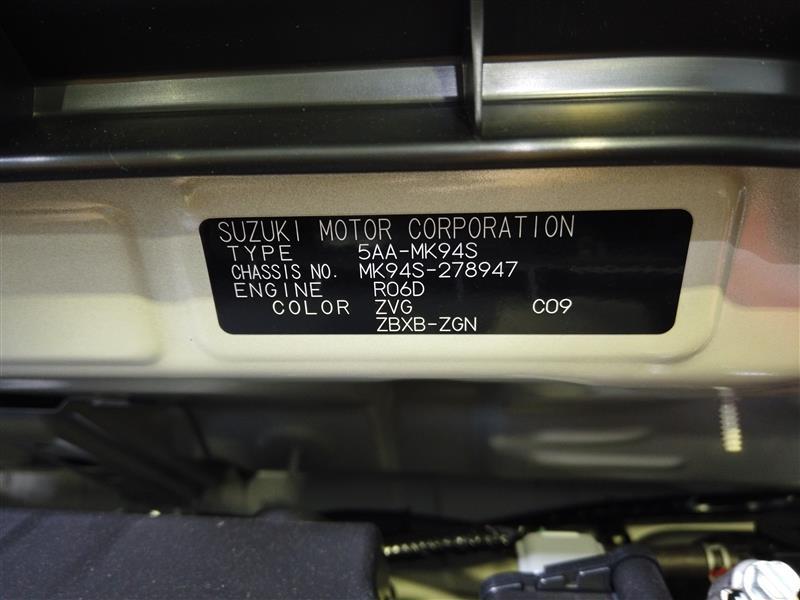 SUZUKI MOTOR CORPORATION
TYPE 5AA-MK94S
CHASSIS NO. MK94S-278947
ENGINE R06D
COLOR ZVG C09
ZBXB-ZGN